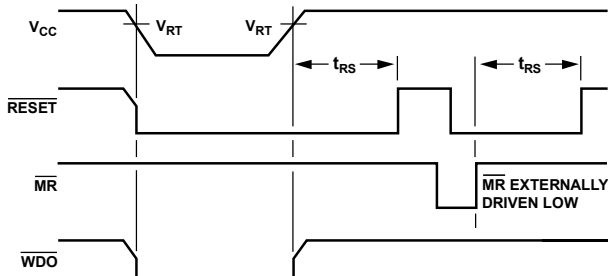 VCC
VRT
VRT
tRS
tRS
RESET
MR
MR EXTERNALLY
DRIVEN LOW
WDO